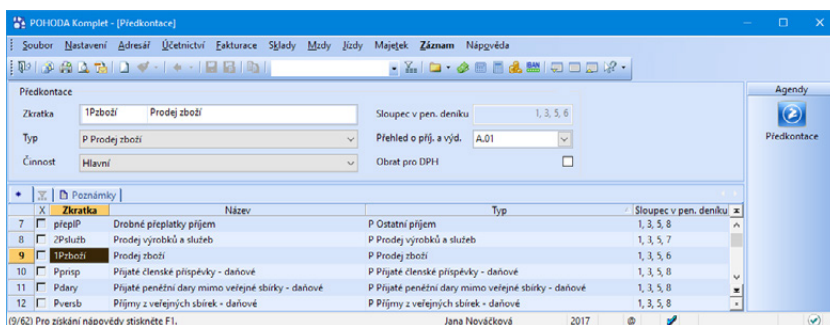 POHODA Komplet - [Předkontace]
Soubor Nastavení Adresář Účetnictví Fakturace Sklady Mzdy Jízdy Majetek Záznam Nápověda
Předkontace
Agendy
Zkratka 1Pzboží Prodej zboží Sloupec v pen. deníku 1, 3, 5, 6
Typ P Prodej zboží Přehled o příj. a výd. A.01
Předkontace
Činnost Hlavní Obrat pro DPH
Poznámky
X Zkratka Název Typ Sloupec v pen. deníku
7 přeplP Drobné přeplatky příjem P Ostatní příjem 1, 3, 5, 8
8 2Pslužb Prodej výrobků a služeb P Prodej výrobků a služeb 1, 3, 5, 7
9 1Pzboží Prodej zboží P Prodej zboží 1, 3, 5, 6
10 Pprisp Přijaté členské příspěvky - daňové P Přijaté členské příspěvky - daňové 1, 3, 5, 8
11 Pdary Přijaté peněžní dary mimo veřejné sbírky - daňové P Přijaté peněžní dary mimo veřejné sbírky - daňové 1, 3, 5, 8
12 Pversb Příjmy z veřejných sbírek - daňové P Příjmy z veřejných sbírek - daňové 1, 3, 5, 8
(9/62) Pro získání nápovědy stiskněte F1. Jana Nováčková 2017 @